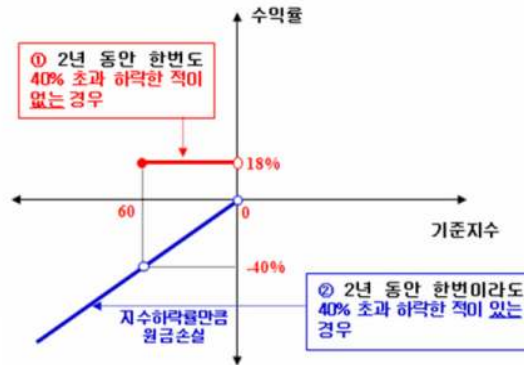 수익률
① 2년 동안 한번도
40% 초과 하락한 적이
없는 경우
18%
60
0
기준지수
-40%
② 2년 동안 한번이라도
40% 초과 하락한 적이 있는
경우
지수하락률만큼
원금손실